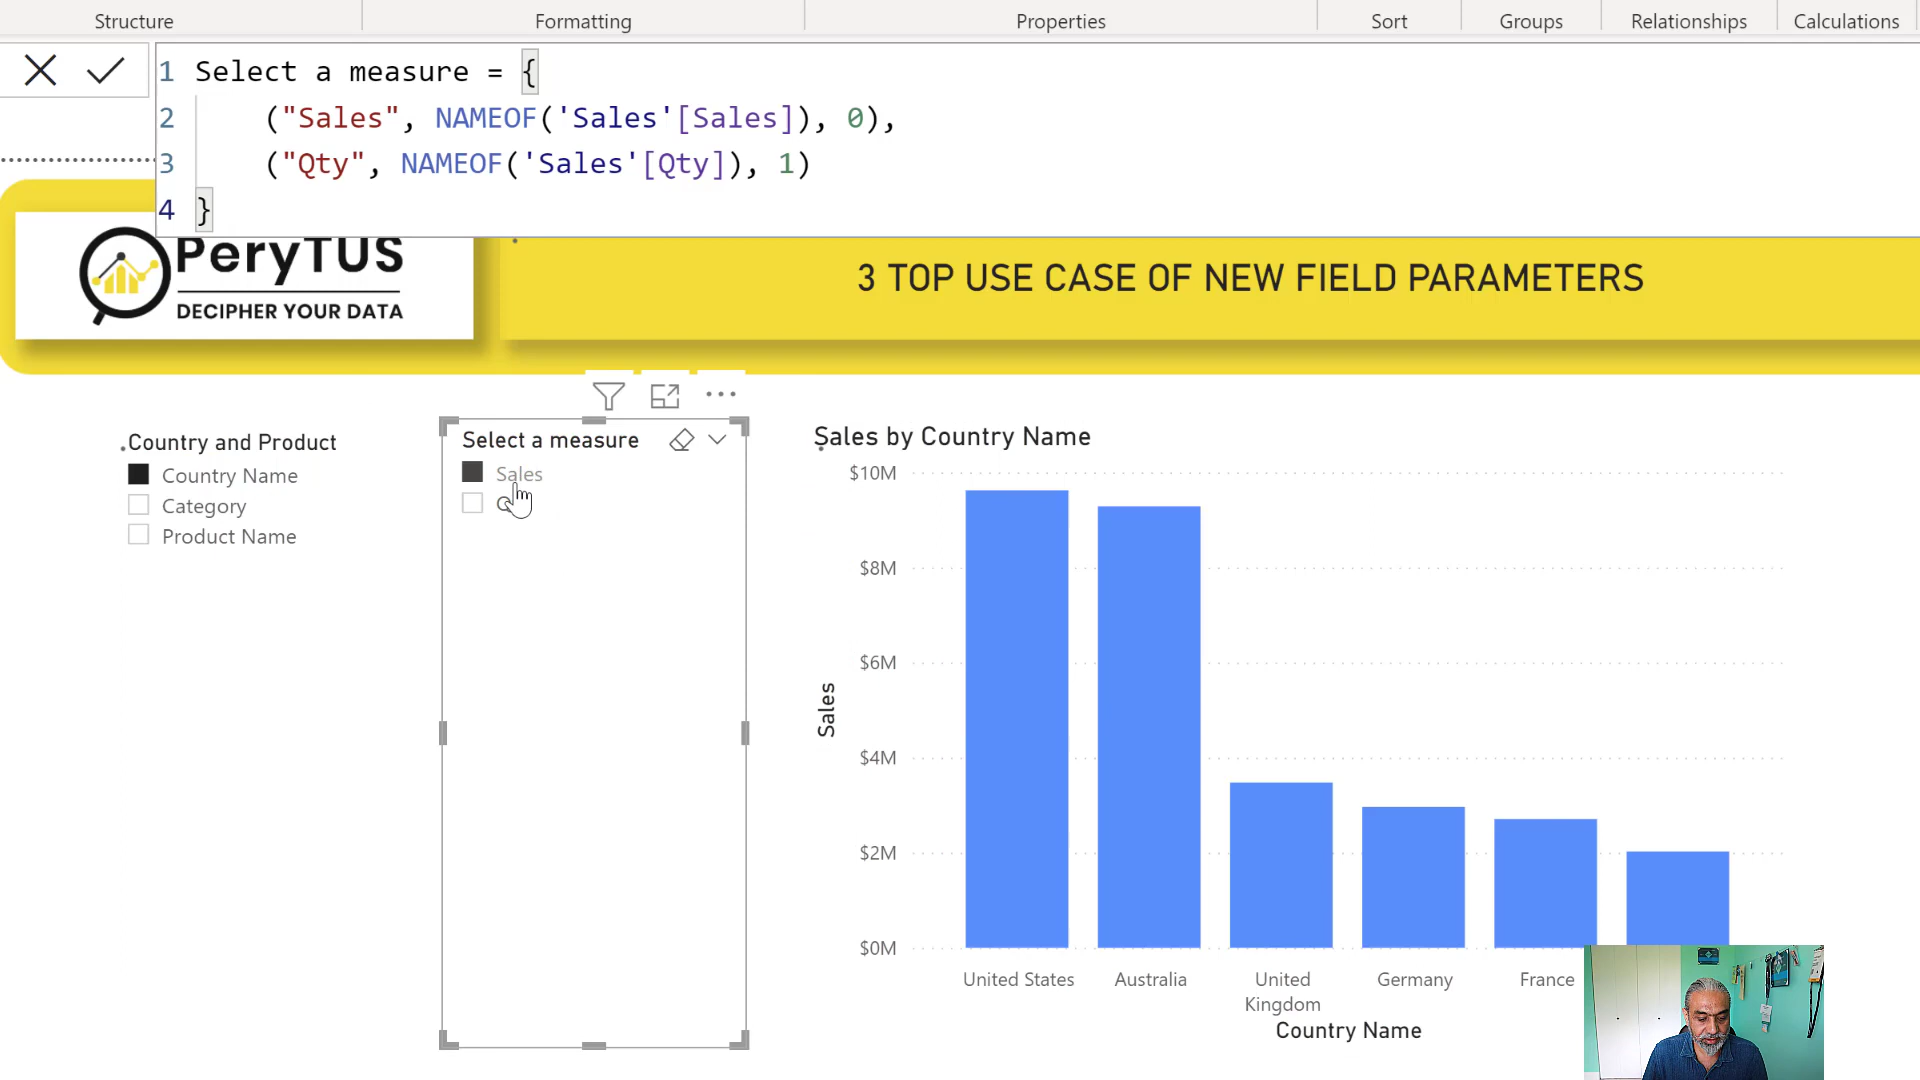 Structure
Formatting
Properties
Sort
Groups
Relationships
Calculations
1 Select a measure = {
2 ("Sales", NAMEOF('Sales'[Sales]), 0),
3 ("Qty", NAMEOF('Sales'[Qty]), 1)
4 }
PeryTUS
DECIPHER YOUR DATA
3 TOP USE CASE OF NEW FIELD PARAMETERS
Country and Product
Country Name
Category
Product Name
Select a measure
Sales
Sales by Country Name
$10M
$8M
$6M
$4M
$2M
$0M
Sales
United States
Australia
United Kingdom
Germany
France
Country Name